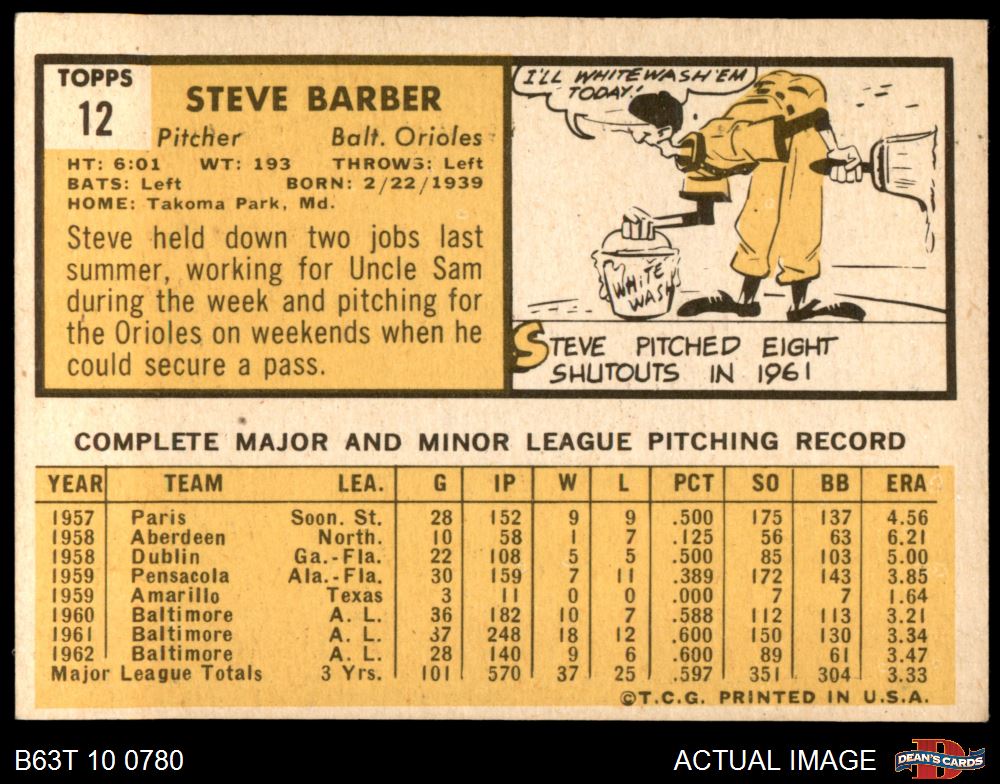 TOPPS
12
STEVE BARBER
Pitcher Balt. Orioles
HT: 6:01 WT: 193 THROWS: Left
BATS: Left BORN: 2/22/1939
HOME: Takoma Park, Md.
Steve held down two jobs last
summer, working for Uncle Sam
during the week and pitching for
the Orioles on weekends when he
could secure a pass.
I'LL WHITEWASH 'EM
TODAY!
WHITE
WASH
STEVE PITCHED EIGHT
SHUTOUTS IN 1961
COMPLETE MAJOR AND MINOR LEAGUE PITCHING RECORD
YEAR TEAM LEA. G IP W L PCT SO BB ERA
1957 Paris Soon. St. 28 152 9 9 .500 175 137 4.56
1958 Aberdeen North. 10 58 1 7 .125 56 63 6.21
1958 Dublin Ga.-Fla. 22 108 5 5 .500 85 103 5.00
1959 Pensacola Ala.-Fla. 30 159 7 11 .389 172 143 3.85
1959 Amarillo Texas 3 11 0 0 .000 7 7 1.64
1960 Baltimore A. L. 36 182 10 7 .588 112 113 3.21
1961 Baltimore A. L. 37 248 18 12 .600 150 130 3.34
1962 Baltimore A. L. 28 140 9 6 .600 89 61 3.47
Major League Totals 3 Yrs. 101 570 37 25 .597 351 304 3.33
©T.C.G. PRINTED IN U.S.A.
B63T 10 0780 ACTUAL IMAGE
D
DEAN'S CARDS